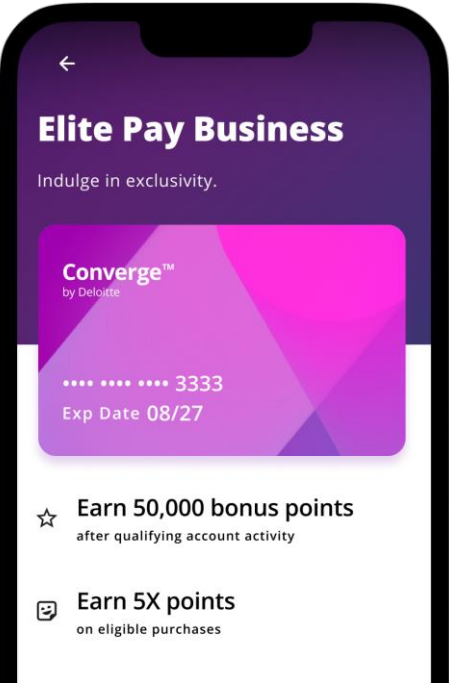 Elite Pay Business
Indulge in exclusivity.
Converge™
by Deloitte
•••• •••• •••• 3333
Exp Date 08/27
Earn 50,000 bonus points
after qualifying account activity
Earn 5X points
on eligible purchases